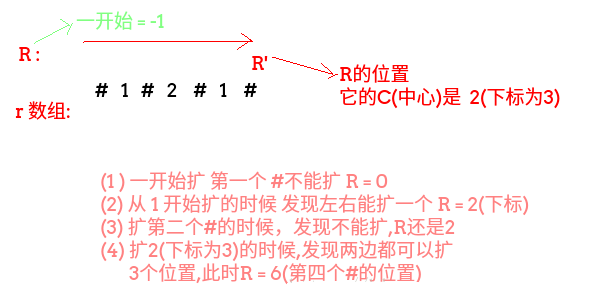 一开始 = -1
R :
R'
R的位置
它的C(中心)是 2(下标为3)
# 1 # 2 # 1 #
r 数组:
(1 ) 一开始扩 第一个 #不能扩 R = 0
(2) 从 1 开始扩的时候 发现左右能扩一个 R = 2(下标)
(3) 扩第二个#的时候，发现不能扩,R还是2
(4) 扩2(下标为3)的时候,发现两边都可以扩
3个位置,此时R = 6(第四个#的位置)